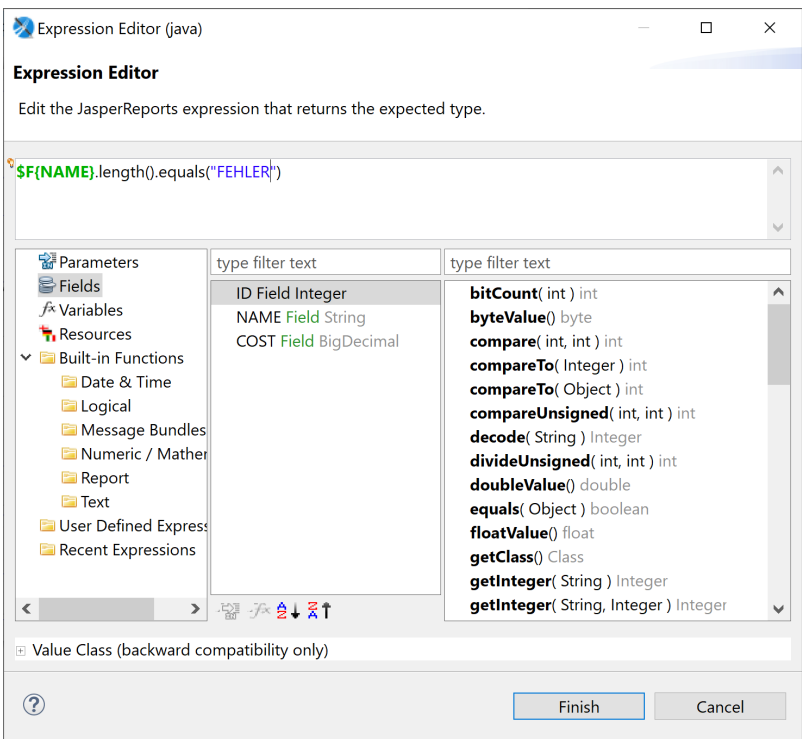 Expression Editor (java)
Expression Editor
Edit the JasperReports expression that returns the expected type.
$F{NAME}.length().equals("FEHLER")
Parameters
Fields
fx Variables
Resources
Built-in Functions
Date & Time
Logical
Message Bundles
Numeric / Mather
Report
Text
User Defined Express
Recent Expressions
type filter text
ID Field Integer
NAME Field String
COST Field BigDecimal
type filter text
bitCount( int ) int
byteValue() byte
compare( int, int ) int
compareTo( Integer ) int
compareTo( Object ) int
compareUnsigned( int, int ) int
decode( String ) Integer
divideUnsigned( int, int ) int
doubleValue() double
equals( Object ) boolean
floatValue() float
getClass() Class
getInteger( String ) Integer
getInteger( String, Integer ) Integer
Value Class (backward compatibility only)
Finish
Cancel